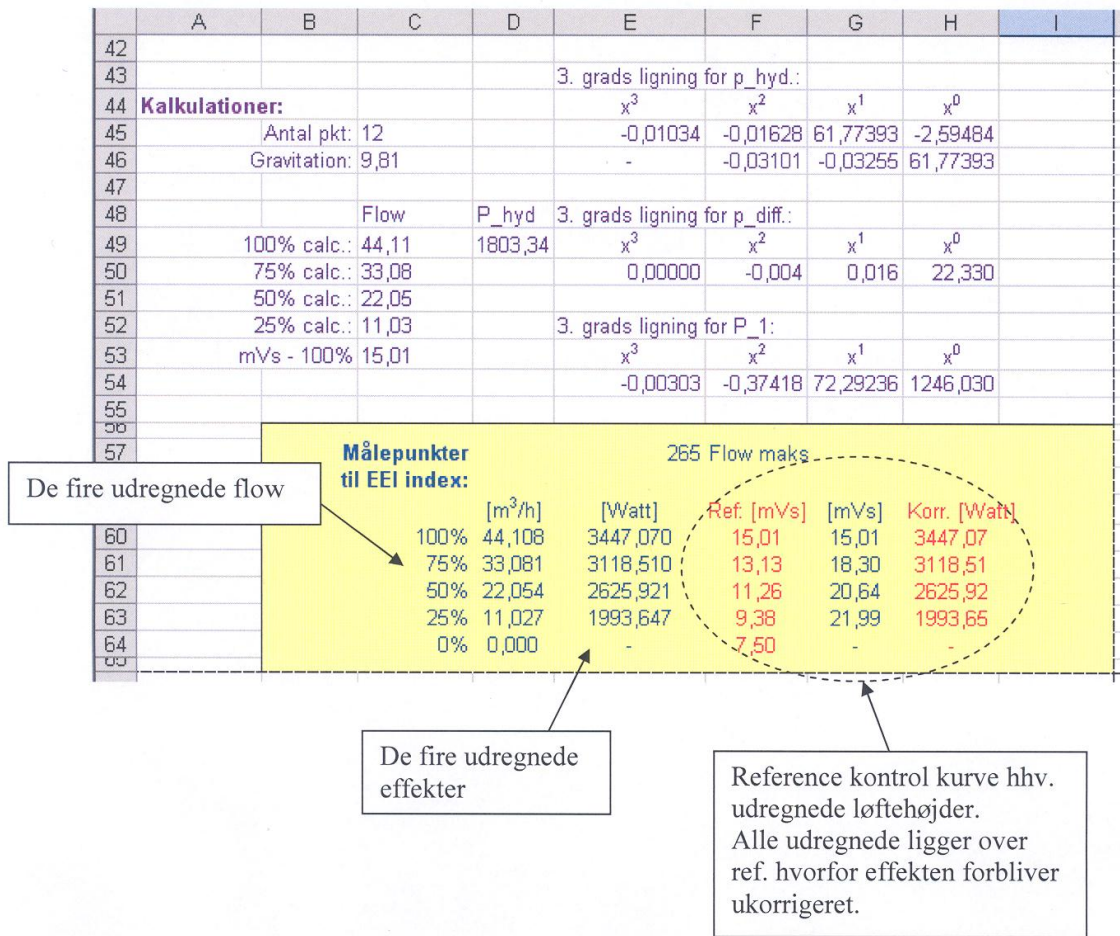 A B C D E F G H I
42
43 3. grads ligning for p_hyd.:
44 Kalkulationer: x³ x² x¹ x⁰
45 Antal pkt: 12 -0,01034 -0,01628 61,77393 -2,59484
46 Gravitation: 9,81 - -0,03101 -0,03255 61,77393
47
48 Flow P_hyd 3. grads ligning for p_diff.:
49 100% calc.: 44,11 1803,34 x³ x² x¹ x⁰
50 75% calc.: 33,08 0,00000 -0,004 0,016 22,330
51 50% calc.: 22,05
52 25% calc.: 11,03 3. grads ligning for P_1:
53 mVs - 100% 15,01 x³ x² x¹ x⁰
54 -0,00303 -0,37418 72,29236 1246,030
55
56
57 Målepunkter 265 Flow maks
til EEI index:
[m³/h] [Watt] Ref: [mVs] [mVs] Korr. [Watt]
60 100% 44,108 3447,070 15,01 15,01 3447,07
61 75% 33,081 3118,510 13,13 18,30 3118,51
62 50% 22,054 2625,921 11,26 20,64 2625,92
63 25% 11,027 1993,647 9,38 21,99 1993,65
64 0% 0,000 - 7,50 - -
65
De fire udregnede flow
De fire udregnede
effekter
Reference kontrol kurve hhv.
udregnede løftehøjder.
Alle udregnede ligger over
ref. hvorfor effekten forbliver
ukorrigeret.